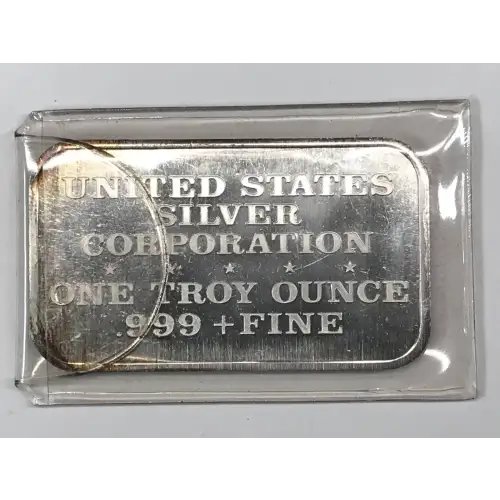 UNITED STATES
SILVER
CORPORATION
ONE TROY OUNCE
.999 +FINE